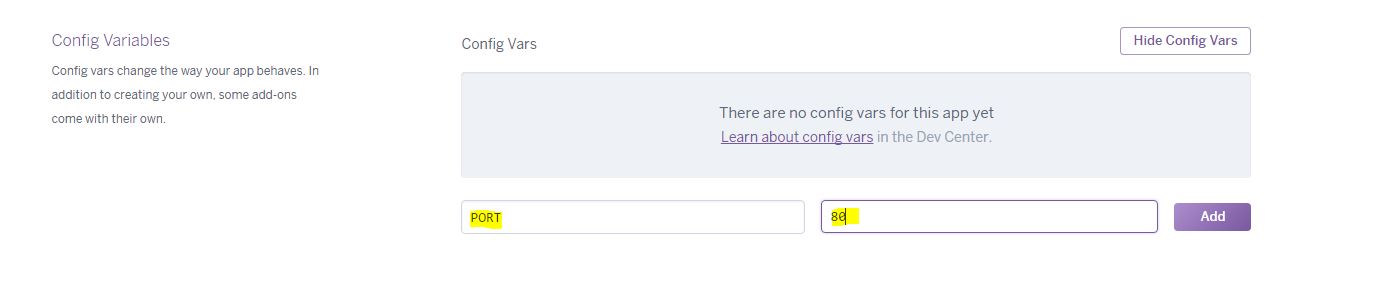 Config Variables
Config vars change the way your app behaves. In
addition to creating your own, some add-ons
come with their own.
Config Vars
Hide Config Vars
There are no config vars for this app yet
Learn about config vars in the Dev Center.
PORT
80
Add